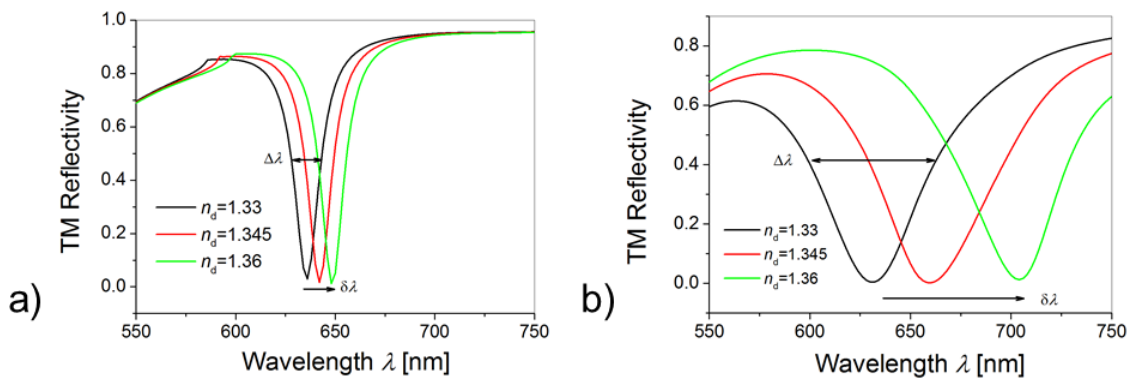 a)
TM Reflectivity
1.0
0.8
0.6
0.4
0.2
0.0
Δλ
n_d=1.33
n_d=1.345
n_d=1.36
δλ
550 600 650 700 750
Wavelength λ [nm]
b)
TM Reflectivity
0.8
0.6
0.4
0.2
0.0
Δλ
n_d=1.33
n_d=1.345
n_d=1.36
δλ
550 600 650 700 750
Wavelength λ [nm]